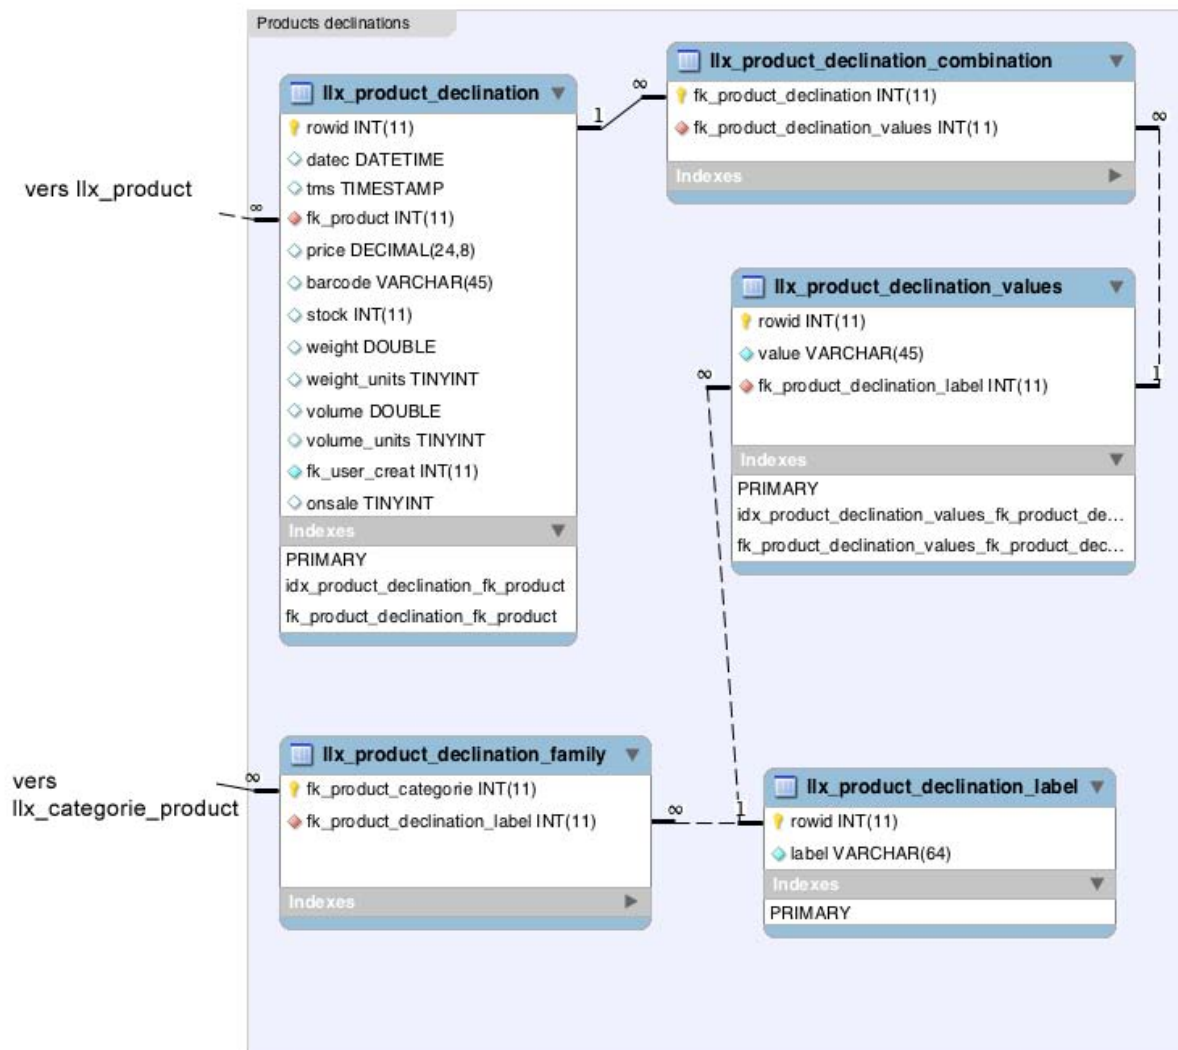 Products declinations
llx_product_declination
rowid INT(11)
datec DATETIME
tms TIMESTAMP
fk_product INT(11)
price DECIMAL(24,8)
barcode VARCHAR(45)
stock INT(11)
weight DOUBLE
weight_units TINYINT
volume DOUBLE
volume_units TINYINT
fk_user_creat INT(11)
onsale TINYINT
Indexes
PRIMARY
idx_product_declination_fk_product
fk_product_declination_fk_product
vers llx_product
∞
1
∞
llx_product_declination_combination
fk_product_declination INT(11)
fk_product_declination_values INT(11)
Indexes
∞
1
llx_product_declination_values
rowid INT(11)
value VARCHAR(45)
fk_product_declination_label INT(11)
Indexes
PRIMARY
idx_product_declination_values_fk_product_de...
fk_product_declination_values_fk_product_dec...
∞
vers
llx_categorie_product
∞
llx_product_declination_family
fk_product_categorie INT(11)
fk_product_declination_label INT(11)
Indexes
∞
1
llx_product_declination_label
rowid INT(11)
label VARCHAR(64)
Indexes
PRIMARY